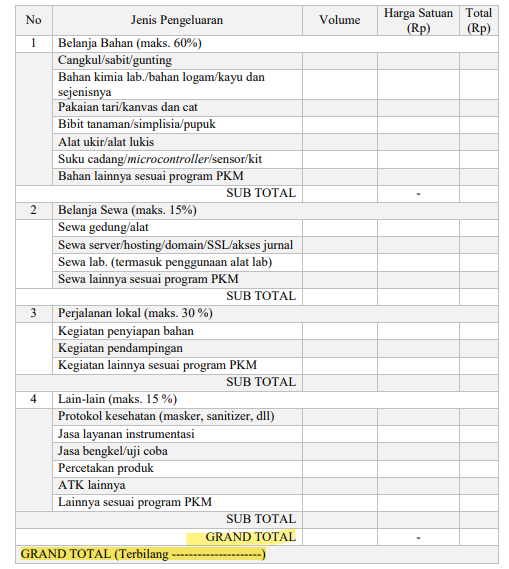 No Jenis Pengeluaran Volume Harga Satuan (Rp) Total (Rp)
1 Belanja Bahan (maks. 60%)
Cangkul/sabit/gunting
Bahan kimia lab./bahan logam/kayu dan
sejenisnya
Pakaian tari/kanvas dan cat
Bibit tanaman/simplisia/pupuk
Alat ukir/alat lukis
Suku cadang/microcontroller/sensor/kit
Bahan lainnya sesuai program PKM
SUB TOTAL -
2 Belanja Sewa (maks. 15%)
Sewa gedung/alat
Sewa server/hosting/domain/SSL/akses jurnal
Sewa lab. (termasuk penggunaan alat lab)
Sewa lainnya sesuai program PKM
SUB TOTAL
3 Perjalanan lokal (maks. 30 %)
Kegiatan penyiapan bahan
Kegiatan pendampingan
Kegiatan lainnya sesuai program PKM
SUB TOTAL
4 Lain-lain (maks. 15 %)
Protokol kesehatan (masker, sanitizer, dll)
Jasa layanan instrumentasi
Jasa bengkel/uji coba
Percetakan produk
ATK lainnya
Lainnya sesuai program PKM
SUB TOTAL
GRAND TOTAL -
GRAND TOTAL (Terbilang ---------------------)